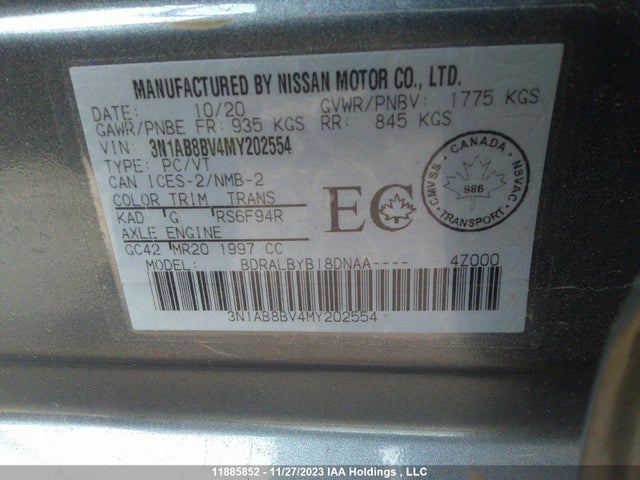 MANUFACTURED BY NISSAN MOTOR CO., LTD.
DATE: 10/20 GVWR/PNBV: 1775 KGS
GAWR/PNBE FR: 935 KGS RR: 845 KGS
VIN: 3N1AB8BV4MY202554
TYPE: PC/VT
CAN ICES-2/NMB-2
COLOR TRIM TRANS
KAD G RS6F94R
AXLE ENGINE
GC42 MR20 1997 CC
EC
CANADA
CMVSS NSVAC
986
TRANSPORT
MODEL: BDRALBYB18DNAA---- 4Z000
3N1AB8BV4MY202554
11885852 - 11/27/2023 IAA Holdings , LLC